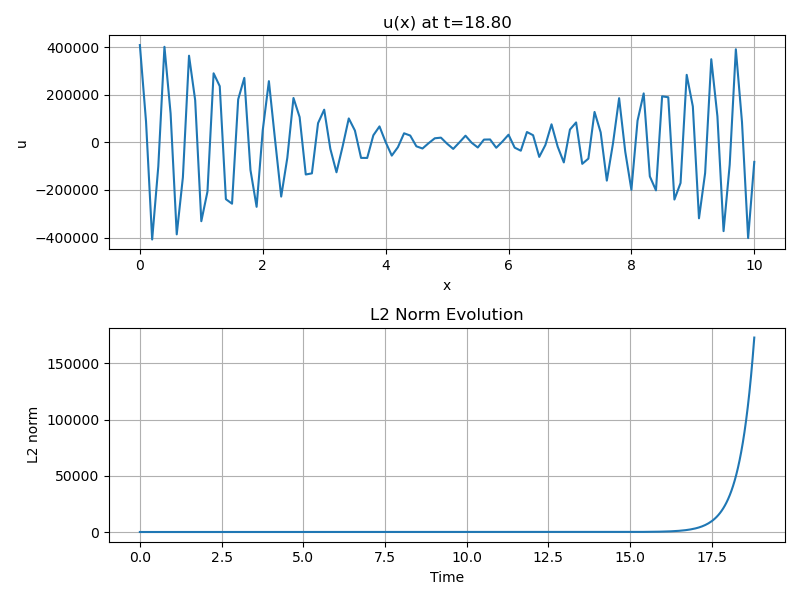 u(x) at t=18.80
400000
200000
0
−200000
−400000
u
0 2 4 6 8 10
x
L2 Norm Evolution
150000
100000
50000
0
L2 norm
0.0 2.5 5.0 7.5 10.0 12.5 15.0 17.5
Time